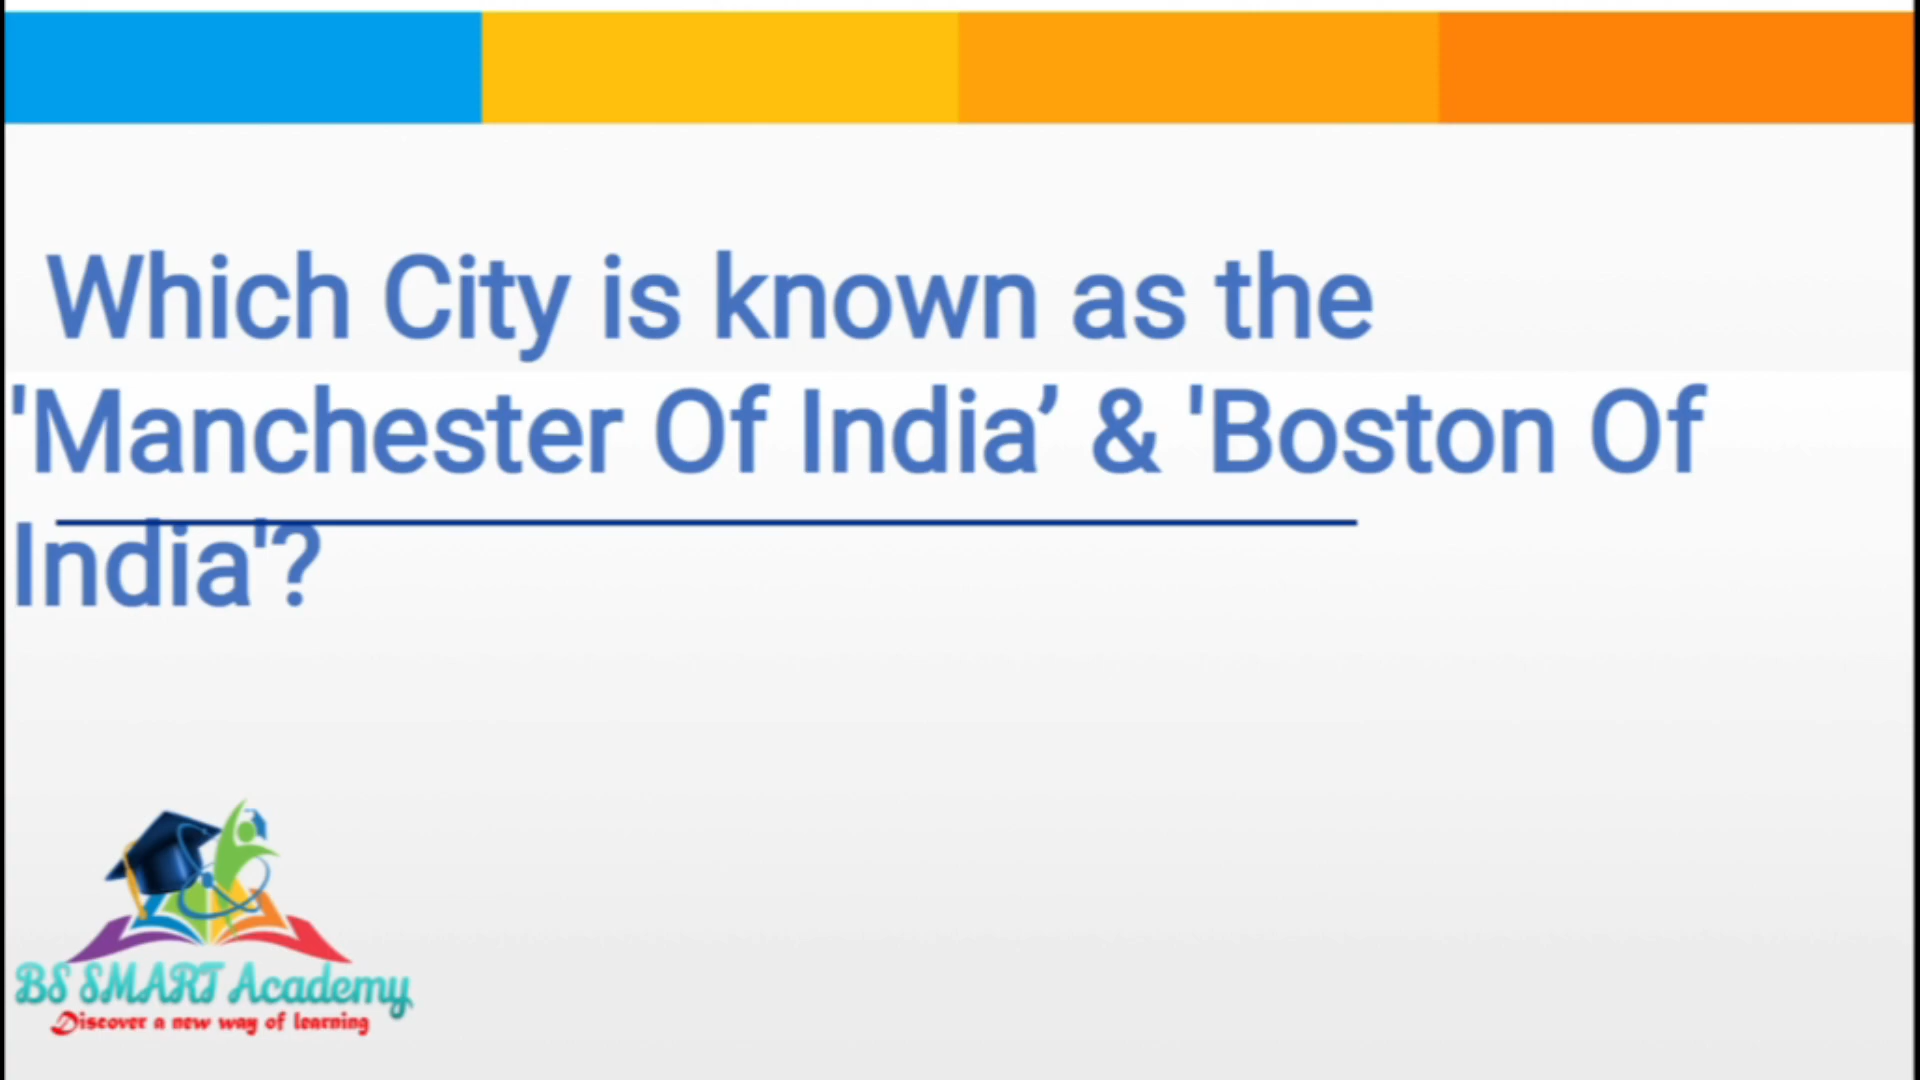 Which City is known as the
'Manchester Of India’ & 'Boston Of
India'?
BS SMART Academy
Discover a new way of learning